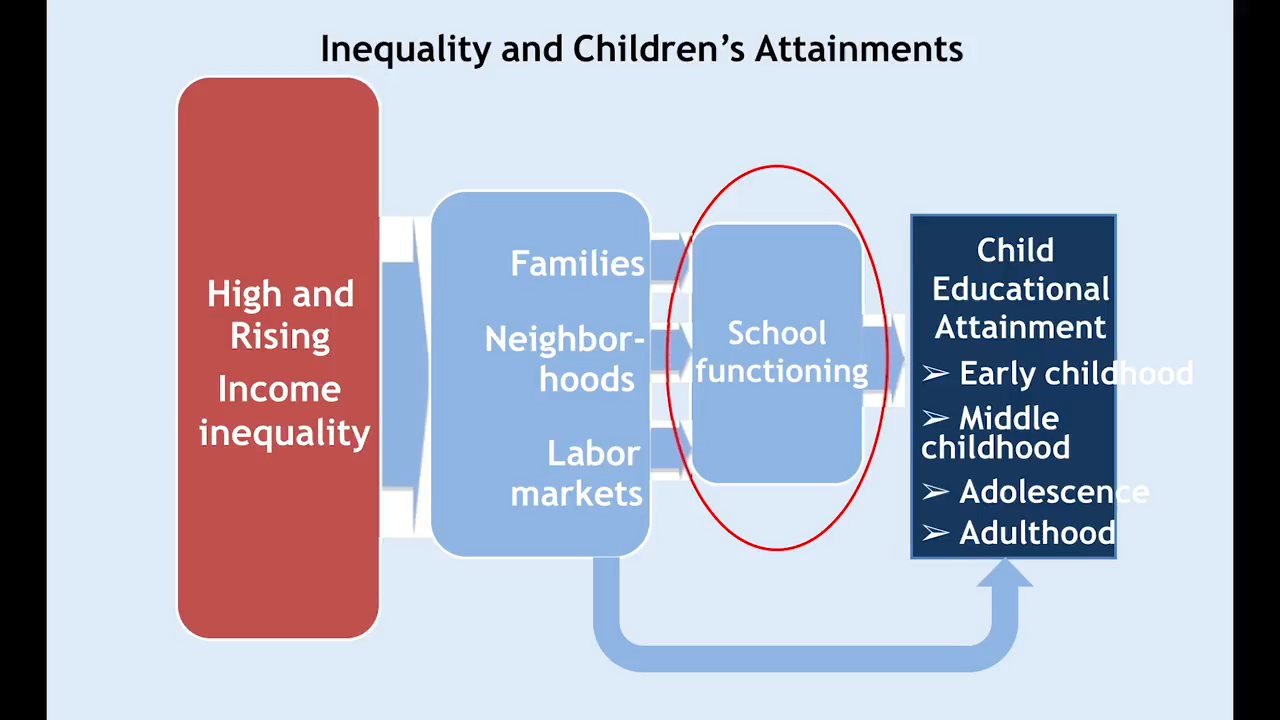 Inequality and Children’s Attainments
High and
Rising
Income
inequality
Families
Neighbor-
hoods
Labor
markets
School
functioning
Child
Educational
Attainment
➢ Early childhood
➢ Middle
childhood
➢ Adolescence
➢ Adulthood